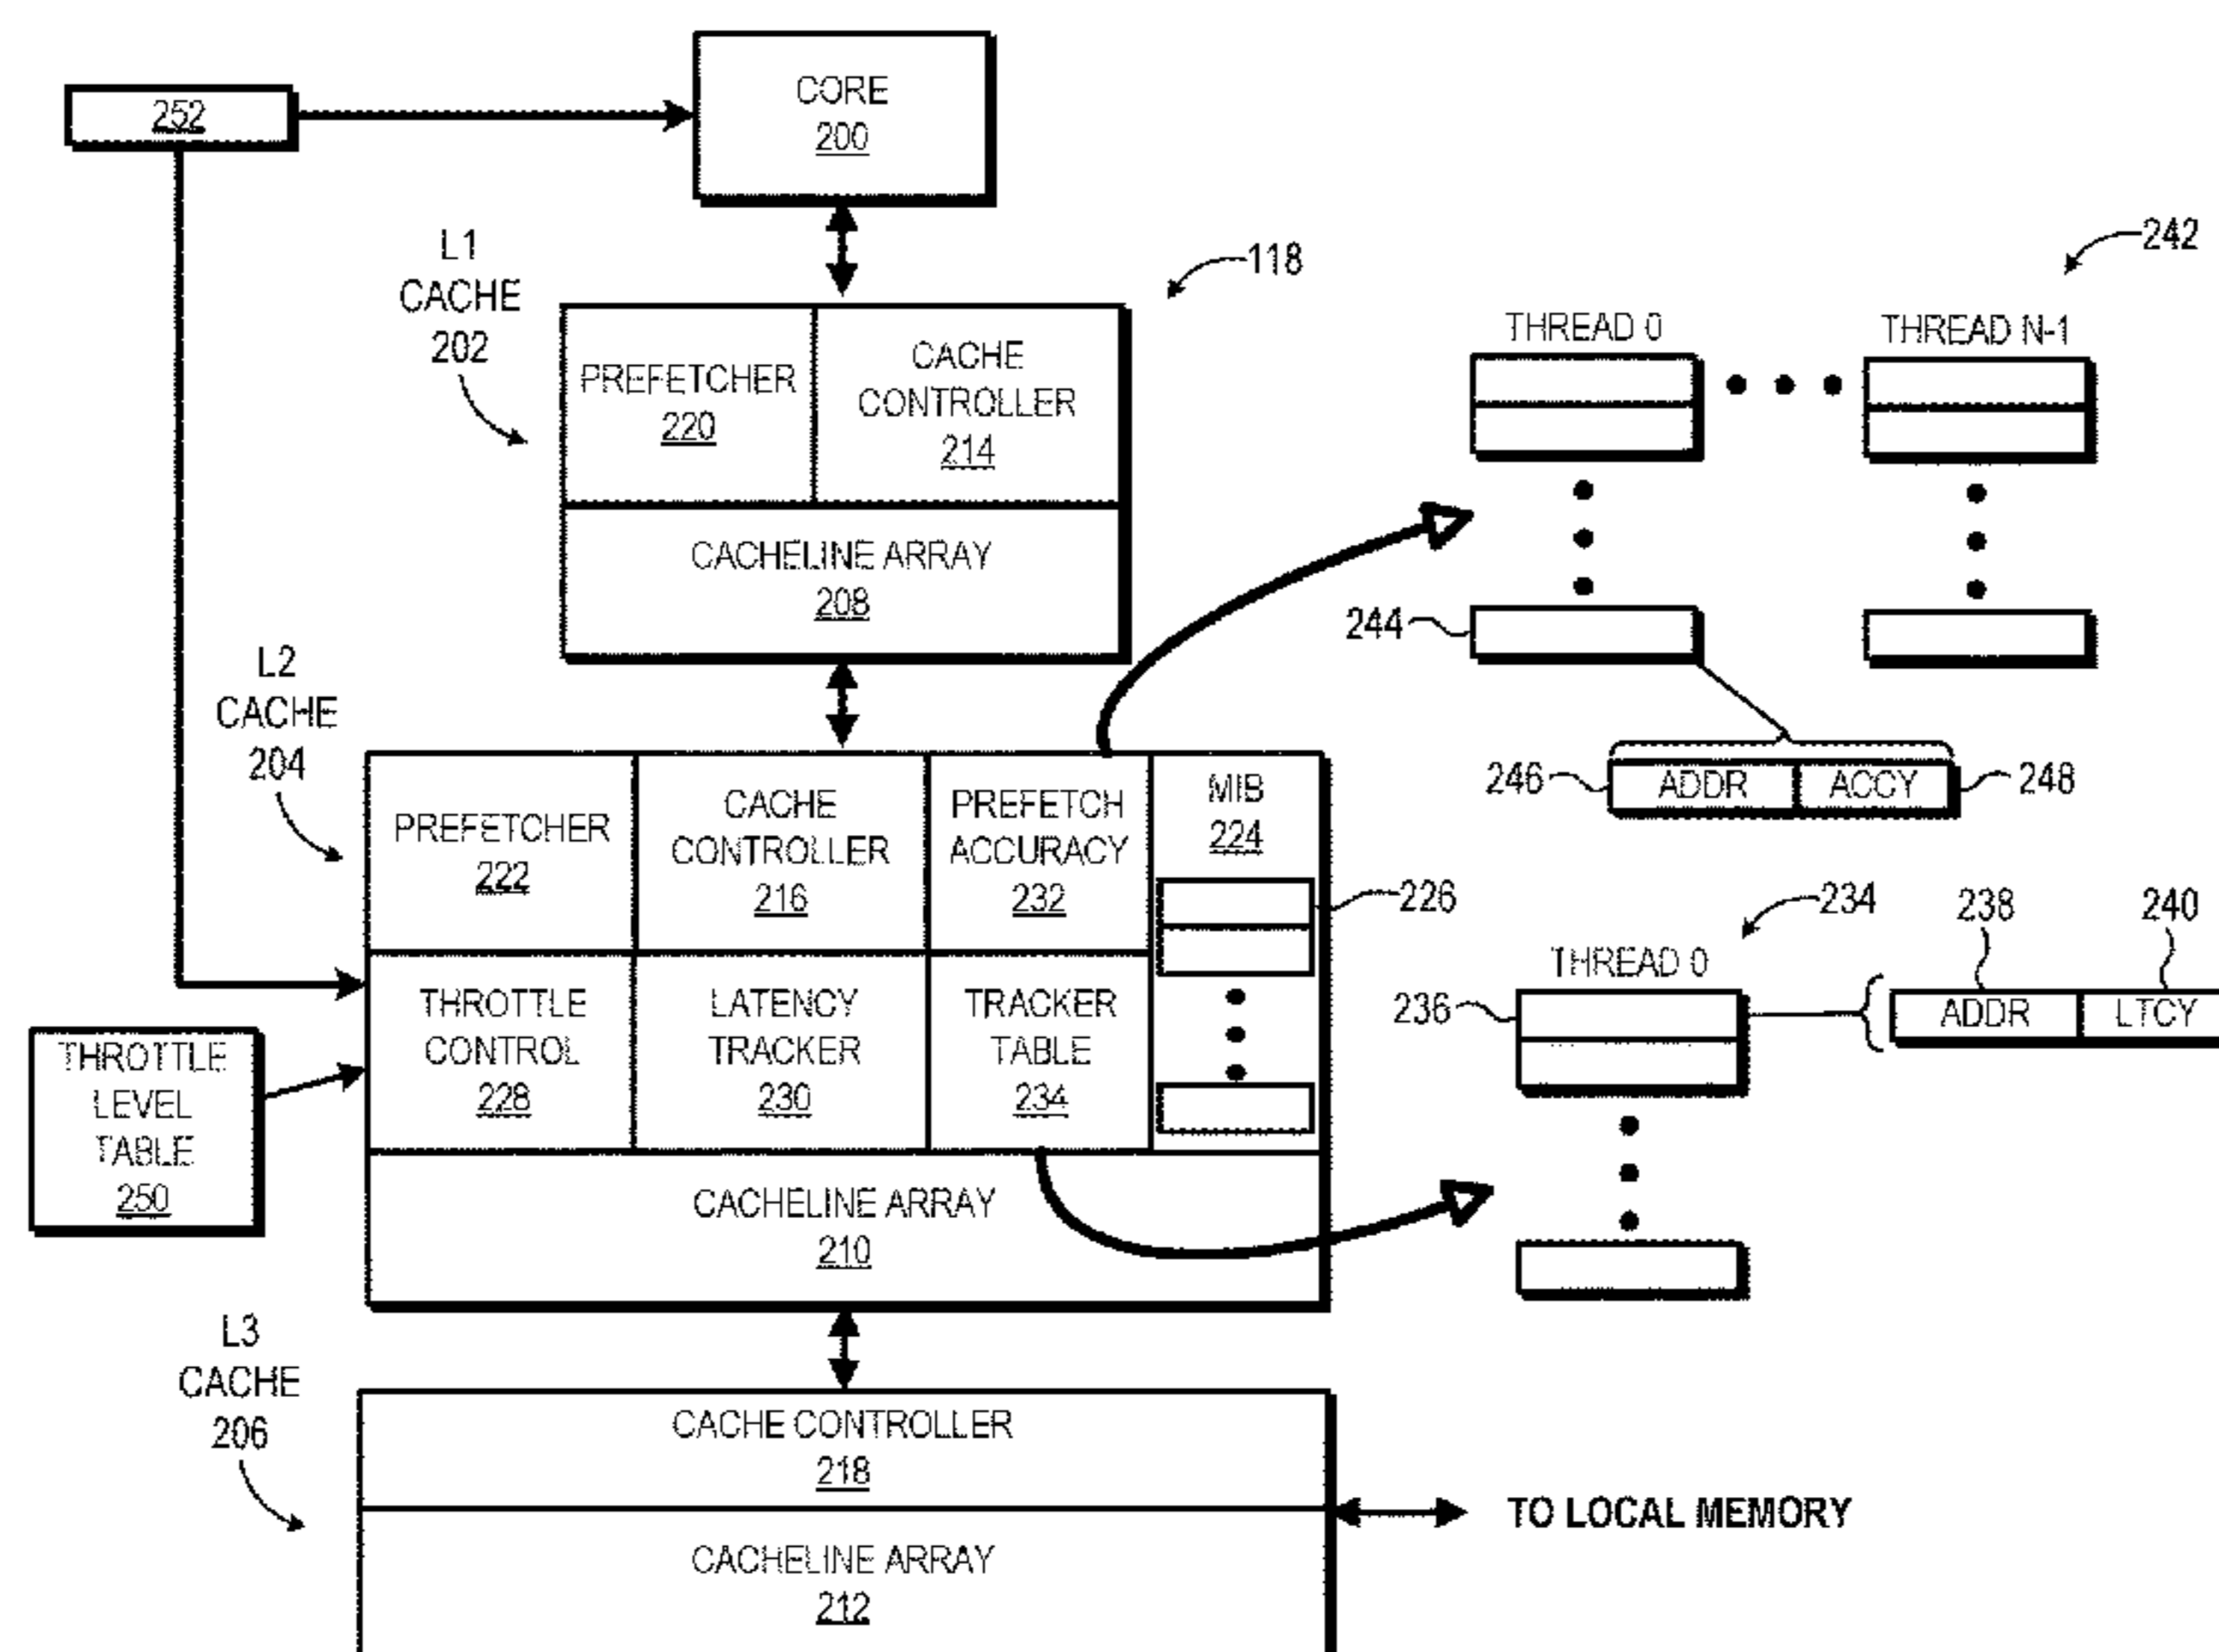 252
CORE
200
L1
CACHE
202
118
PREFETCHER
220
CACHE
CONTROLLER
214
CACHELINE ARRAY
208
242
THREAD 0
THREAD N-1
244
246
ADDR
ACCY
248
L2
CACHE
204
PREFETCHER
222
CACHE
CONTROLLER
216
PREFETCH
ACCURACY
232
MIB
224
226
THROTTLE
CONTROL
228
LATENCY
TRACKER
230
TRACKER
TABLE
234
THROTTLE
LEVEL
TABLE
250
CACHELINE ARRAY
210
234
238
240
THREAD 0
236
ADDR
LTCY
L3
CACHE
206
CACHE CONTROLLER
218
CACHELINE ARRAY
212
TO LOCAL MEMORY